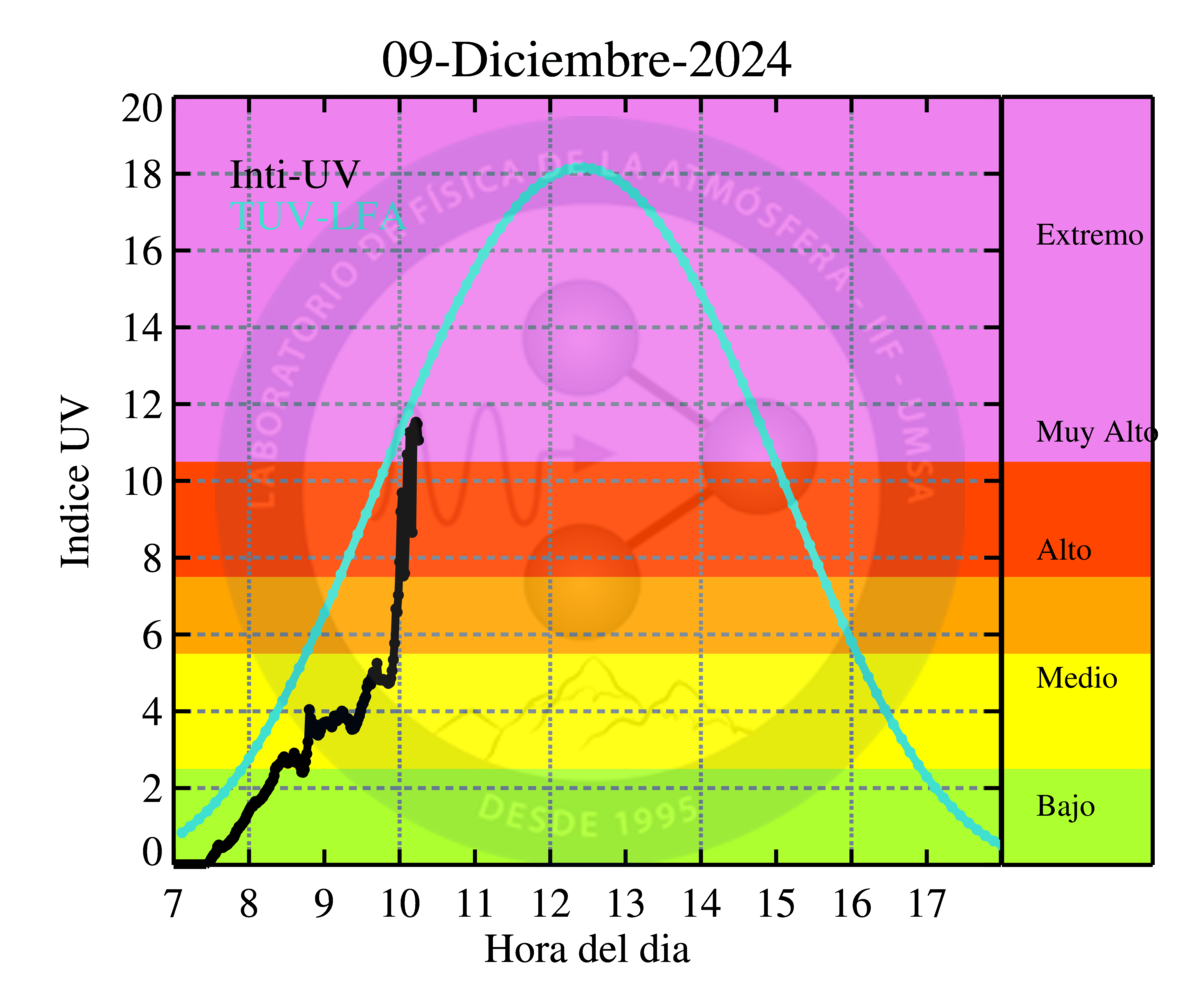 09-Diciembre-2024
20
18
16
14
12
10
8
6
4
2
0
Indice UV
Inti-UV
TUV-LFA
LABORATORIO DE FÍSICA DE LA ATMÓSFERA - IIF - UMSA
DESDE 1995
Extremo
Muy Alto
Alto
Medio
Bajo
7 8 9 10 11 12 13 14 15 16 17
Hora del dia